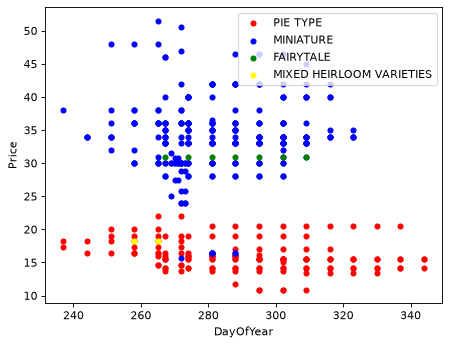 PIE TYPE
MINIATURE
FAIRYTALE
MIXED HEIRLOOM VARIETIES
50
45
40
35
30
25
20
15
10
Price
240 260 280 300 320 340
DayOfYear